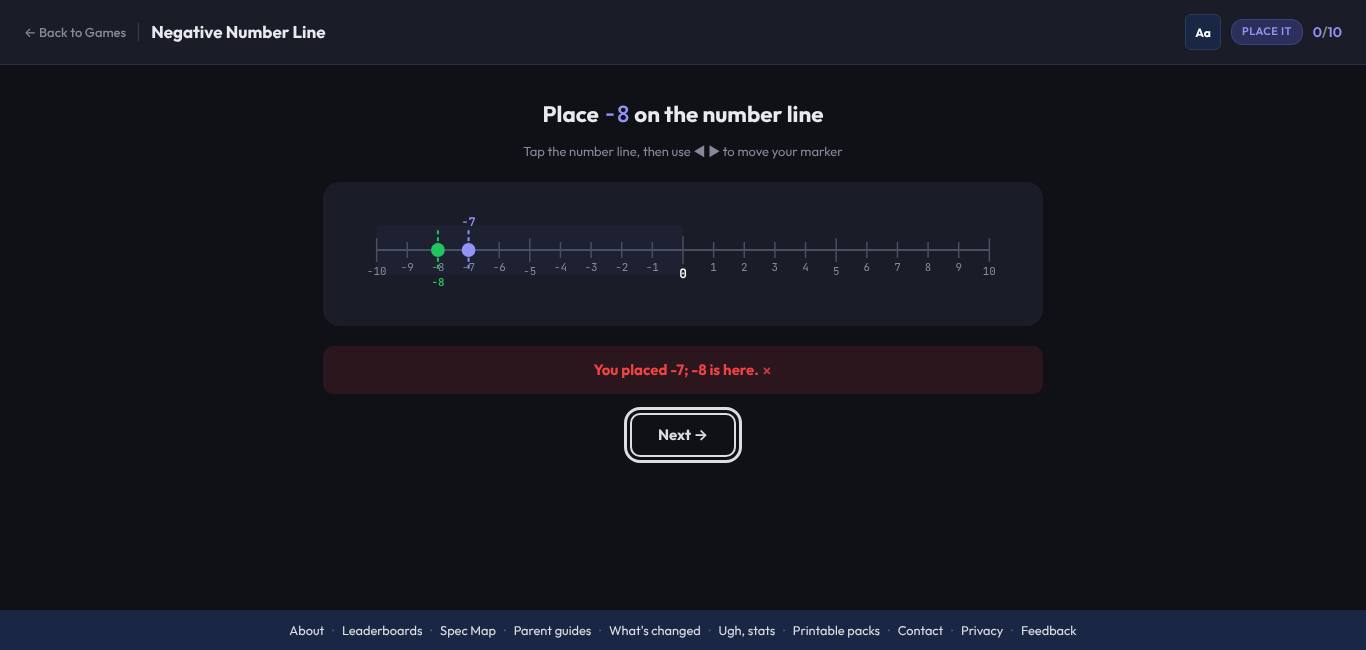 ← Back to Games
Negative Number Line
Aa
PLACE IT
0/10
Place -8 on the number line
Tap the number line, then use ◀ ▶ to move your marker
-7
-10 -9 -8 -7 -6 -5 -4 -3 -2 -1 0 1 2 3 4 5 6 7 8 9 10
-8
You placed -7; -8 is here. ×
Next →
About · Leaderboards · Spec Map · Parent guides · What's changed · Ugh, stats · Printable packs · Contact · Privacy · Feedback